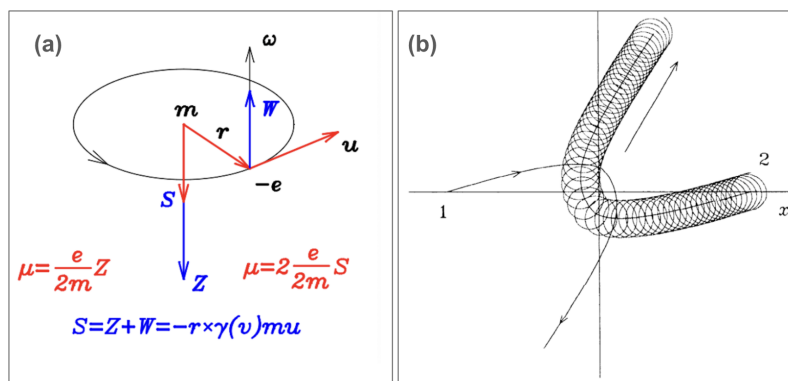 (a)
ω
m
W
r
u
-e
S
μ=e/2m Z
μ=2 e/2m S
Z
S=Z+W=-r×γ(υ)mu
(b)
2
1
x